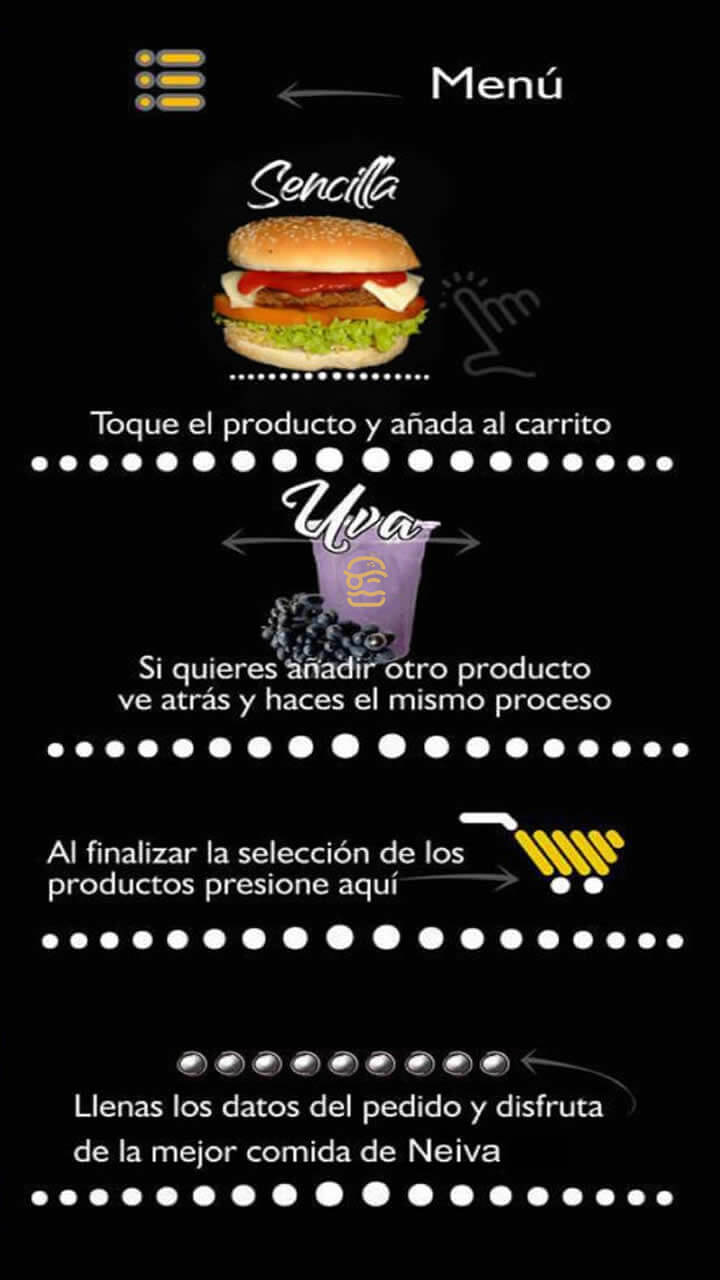 Menú
Sencilla
Toque el producto y añada al carrito
Uva
Si quieres añadir otro producto
ve atrás y haces el mismo proceso
Al finalizar la selección de los
productos presione aquí
Llenas los datos del pedido y disfruta
de la mejor comida de Neiva